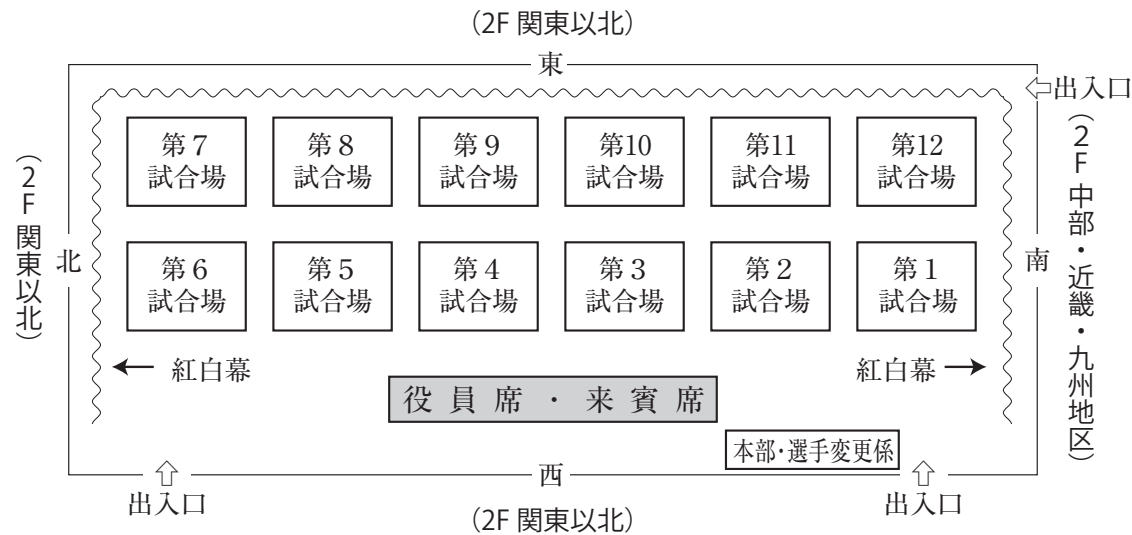 (2F 関東以北)
東
出入口
第7
試合場
第8
試合場
第9
試合場
第10
試合場
第11
試合場
第12
試合場
(2F 関東以北)
北
南
(2F 中部・近畿・九州地区)
第6
試合場
第5
試合場
第4
試合場
第3
試合場
第2
試合場
第1
試合場
紅白幕
紅白幕
役員席・来賓席
本部・選手変更係
西
出入口
出入口
(2F 関東以北)